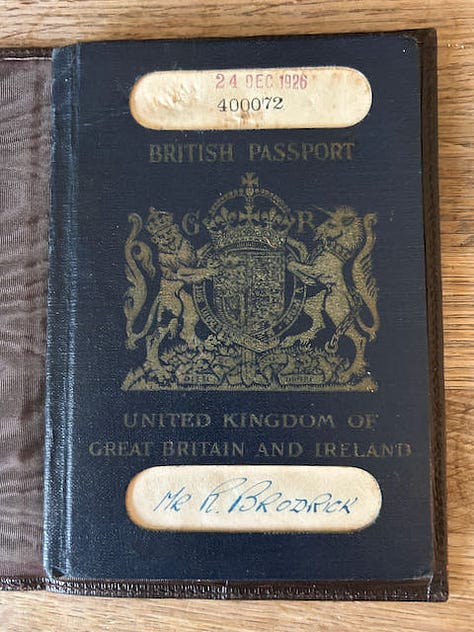 24 DEC 1926
400072
BRITISH PASSPORT
G R
UNITED KINGDOM OF
GREAT BRITAIN AND IRELAND
MR R. BRODRICK